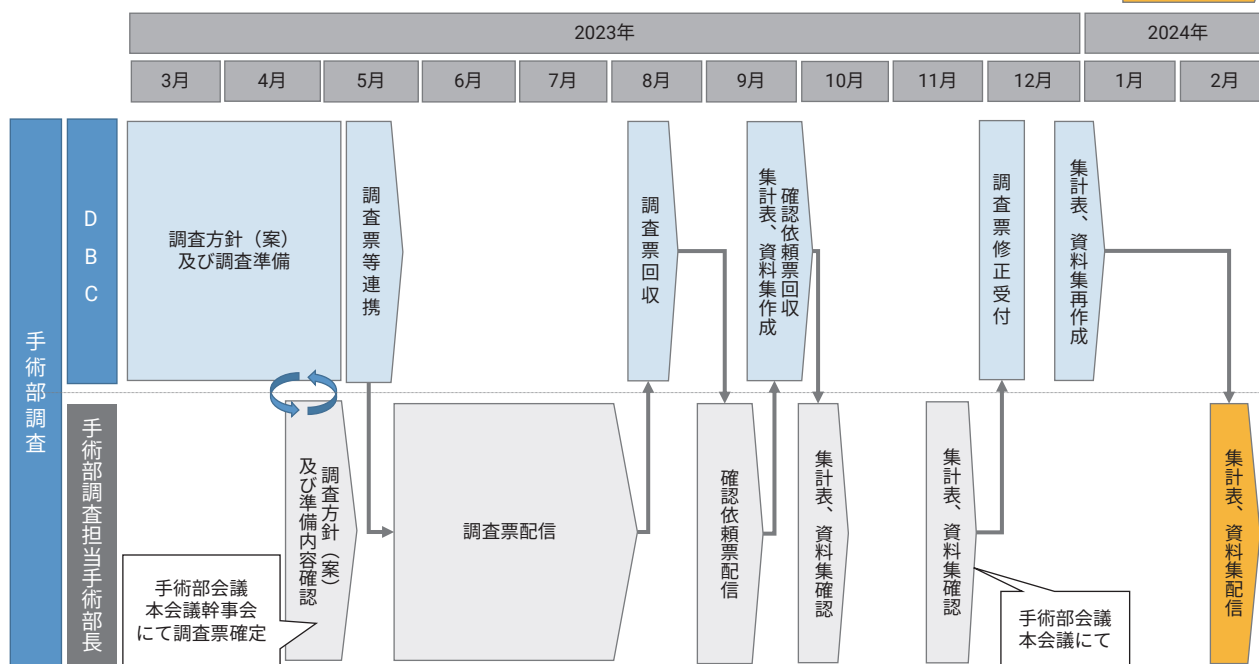 2023年
2024年
3月
4月
5月
6月
7月
8月
9月
10月
11月
12月
1月
2月
手術部調査
DBC
調査方針（案）
及び調査準備
調査票等連携
調査票回収
確認依頼票回収
集計表、資料集作成
調査票修正受付
集計表、資料集再作成
手術部調査担当手術部長
調査方針（案）
及び準備内容確認
調査票配信
確認依頼票配信
集計表、資料集確認
集計表、資料集確認
集計表、資料集配信
手術部会議
本会議幹事会
にて調査票確定
手術部会議
本会議にて